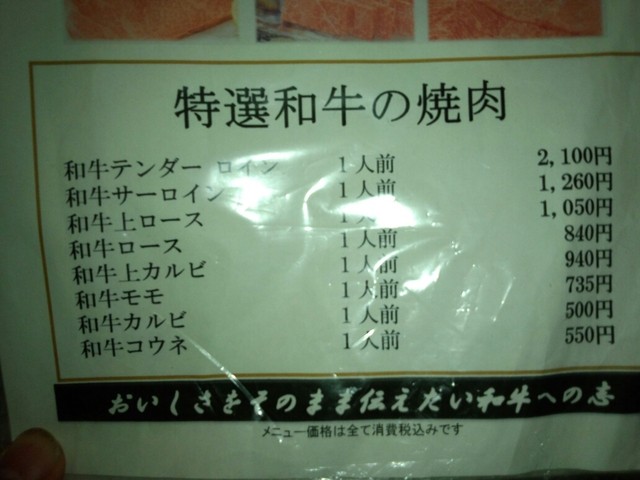 特選和牛の焼肉
和牛テンダーロイン 1人前 2,100円
和牛サーロイン 1人前 1,260円
和牛上ロース 1人前 1,050円
和牛ロース 1人前 840円
和牛上カルビ 1人前 940円
和牛モモ 1人前 735円
和牛カルビ 1人前 500円
和牛コウネ 1人前 550円
おいしさをそのまま伝えたい和牛への志
メニュー価格は全て消費税込みです